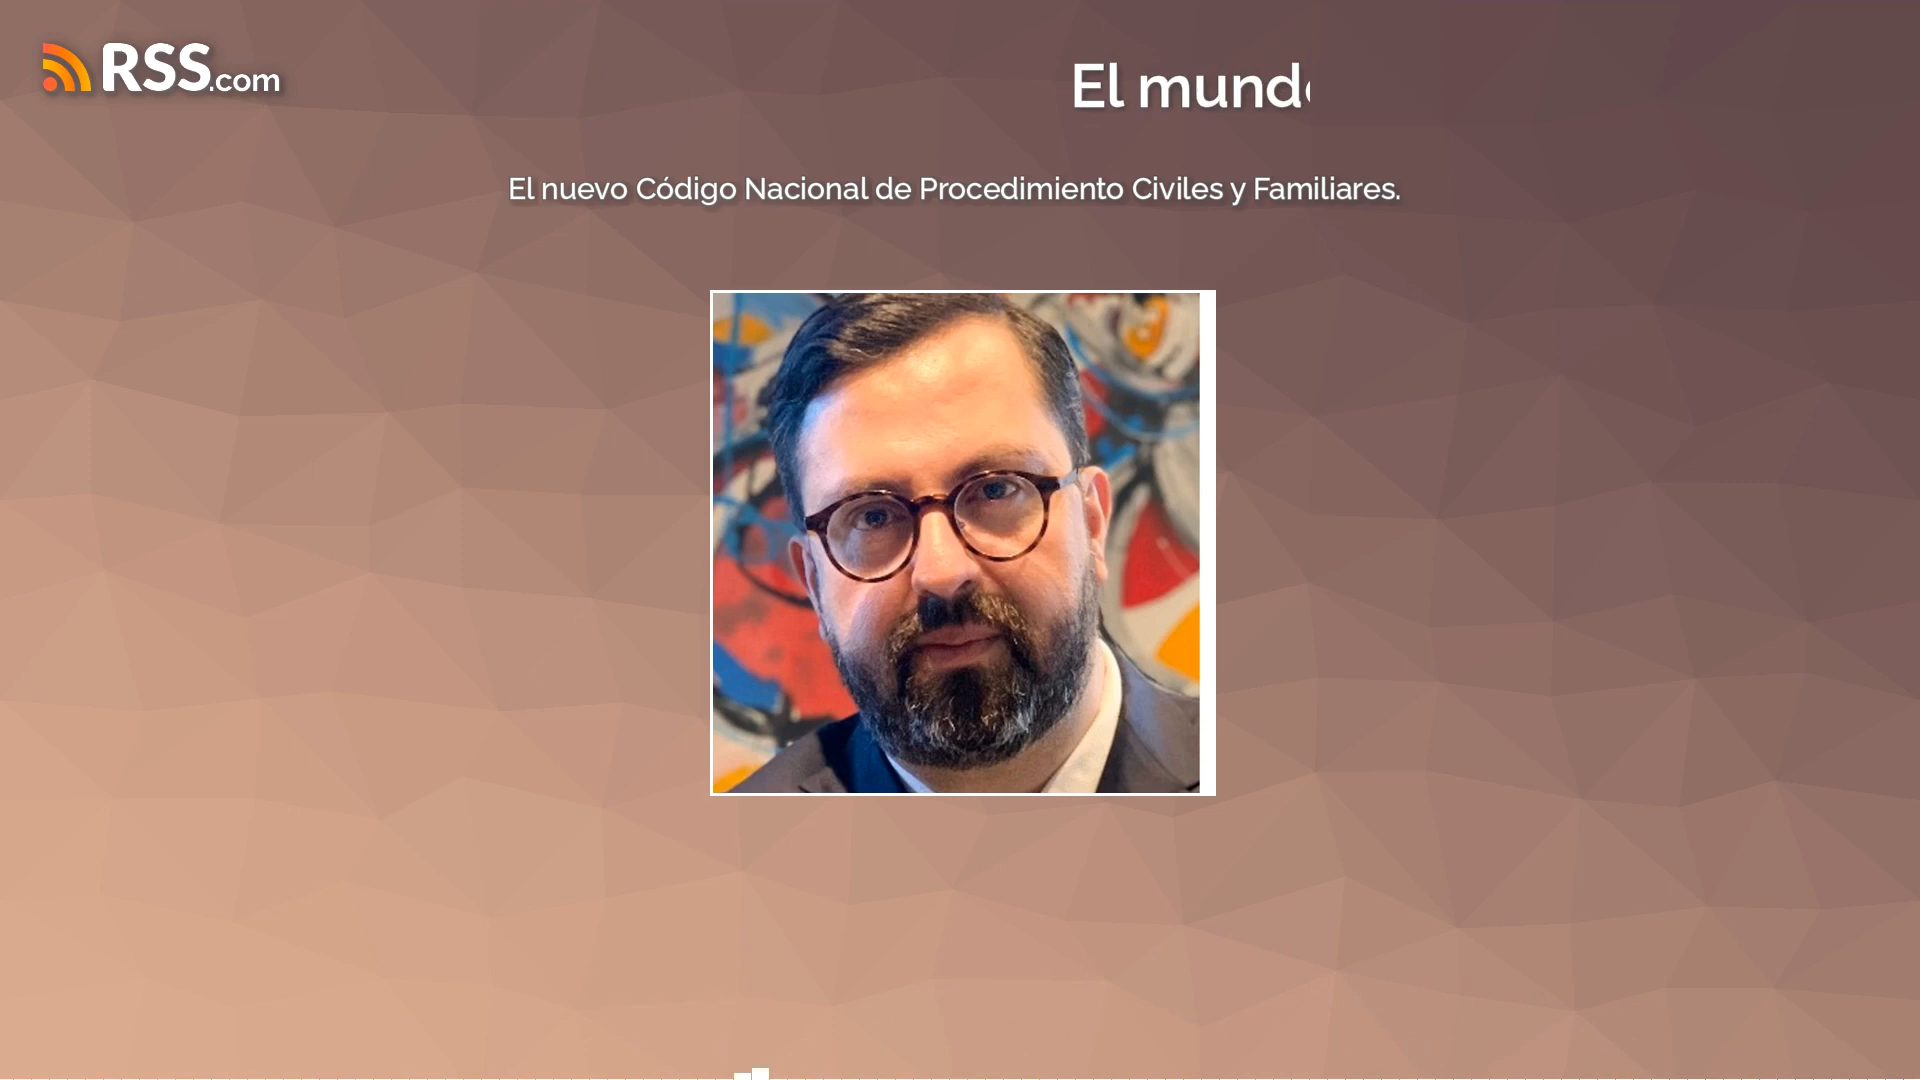 RSS.com
El mund
El nuevo Código Nacional de Procedimiento Civiles y Familiares.